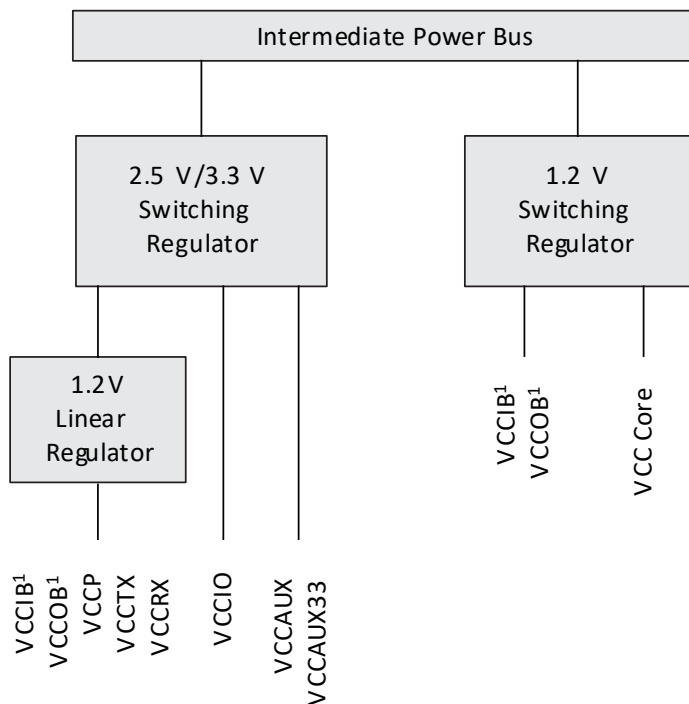 Intermediate Power Bus
2.5 V/3.3 V
Switching
Regulator
1.2 V
Switching
Regulator
1.2V
Linear
Regulator
VCCIB¹
VCCOB¹
VCC Core
VCCIB¹
VCCOB¹
VCCP
VCCTX
VCCRX
VCCIO
VCCAUX
VCCAUX33